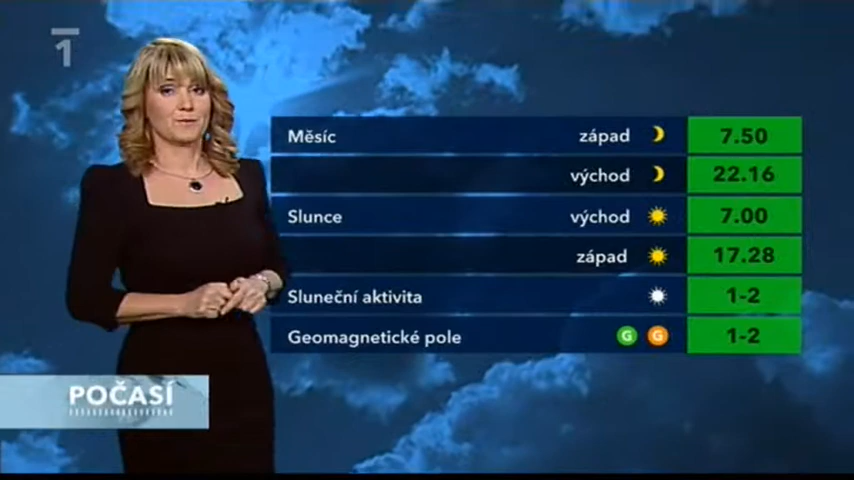 1
Měsíc západ 7.50
východ 22.16
Slunce východ 7.00
západ 17.28
Sluneční aktivita 1-2
Geomagnetické pole G G 1-2
POČASÍ